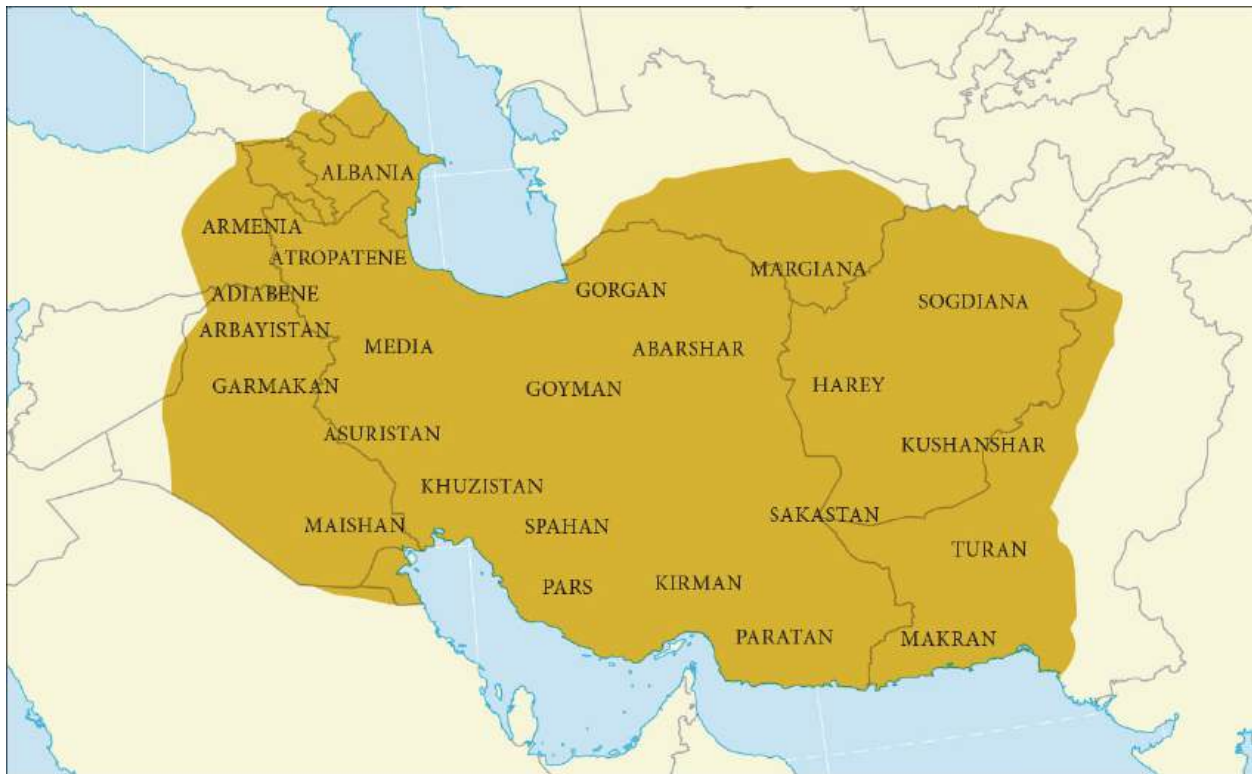 ALBANIA
ARMENIA
ATROPATENE
MARGIANA
ADIABENE
GORGAN
SOGDIANA
ARBAYISTAN
MEDIA
ABARSHAR
GARMAKAN
GOYMAN
HAREY
ASURISTAN
KUSHANSHAR
KHUZISTAN
MAISHAN
SPAHAN
SAKASTAN
TURAN
PARS
KIRMAN
PARATAN
MAKRAN